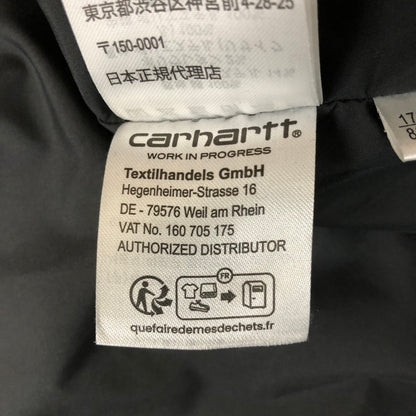 東京都渋谷区神宮前4-28-25
〒150-0001
日本正規代理店
17
8
carhartt®
WORK IN PROGRESS
Textilhandels GmbH
Hegenheimer-Strasse 16
DE - 79576 Weil am Rhein
VAT No. 160 705 175
AUTHORIZED DISTRIBUTOR
FR
quefairedemesdechets.fr